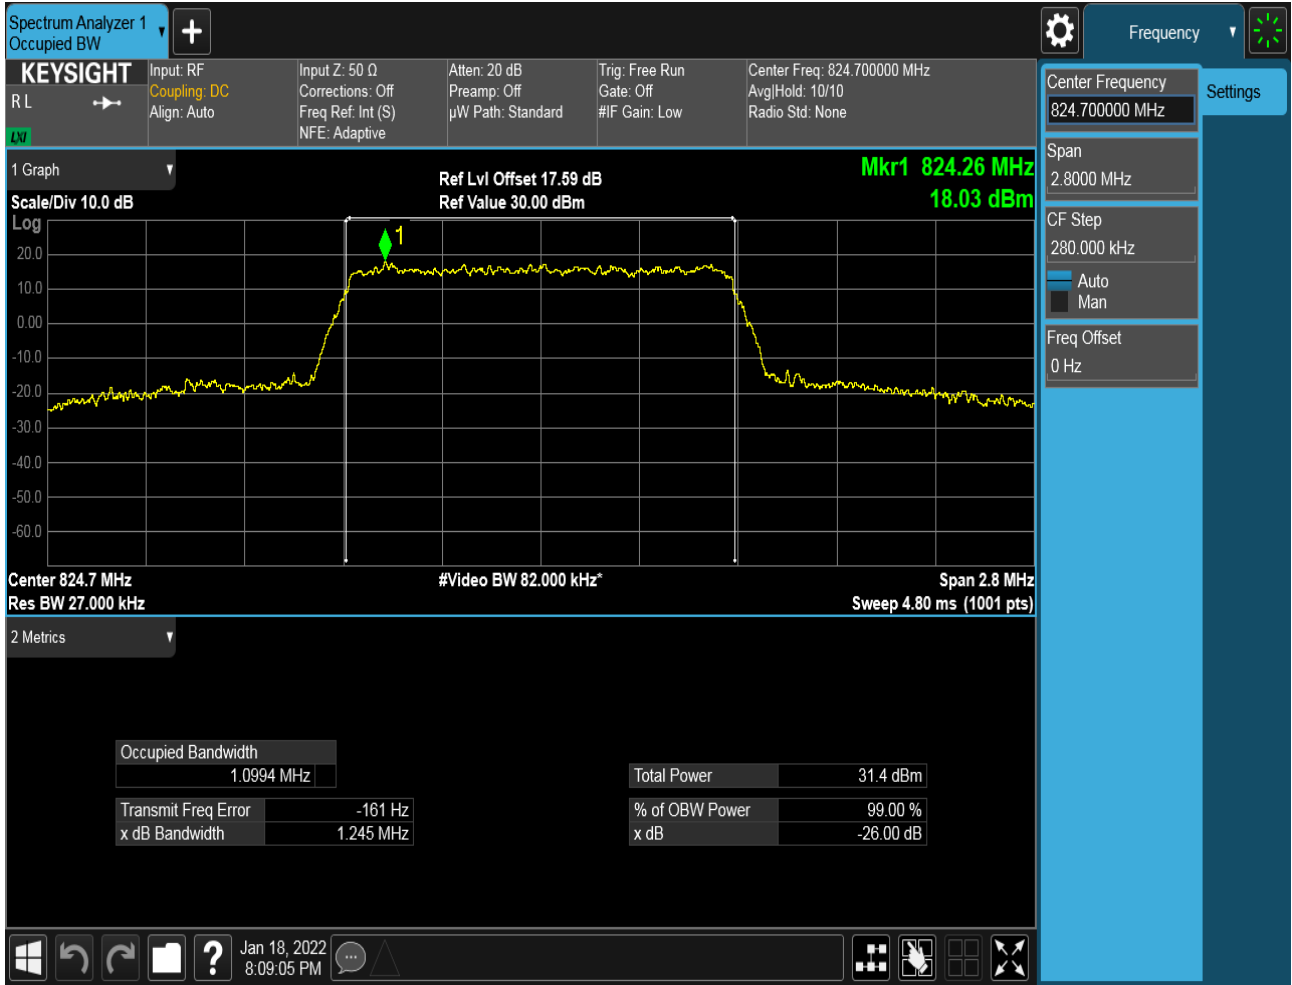 Spectrum Analyzer 1
Occupied BW
Frequency
KEYSIGHT
R L
LXI
Input: RF
Coupling: DC
Align: Auto
Input Z: 50 Ω
Corrections: Off
Freq Ref: Int (S)
NFE: Adaptive
Atten: 20 dB
Preamp: Off
µW Path: Standard
Trig: Free Run
Gate: Off
#IF Gain: Low
Center Freq: 824.700000 MHz
Avg|Hold: 10/10
Radio Std: None
Center Frequency
824.700000 MHz
Settings
Span
2.8000 MHz
CF Step
280.000 kHz
Auto
Man
Freq Offset
0 Hz
1 Graph
Scale/Div 10.0 dB
Ref Lvl Offset 17.59 dB
Ref Value 30.00 dBm
Mkr1 824.26 MHz
18.03 dBm
Log
1
20.0
10.0
0.00
-10.0
-20.0
-30.0
-40.0
-50.0
-60.0
Center 824.7 MHz
#Video BW 82.000 kHz*
Span 2.8 MHz
Res BW 27.000 kHz
Sweep 4.80 ms (1001 pts)
2 Metrics
Occupied Bandwidth
1.0994 MHz
Transmit Freq Error -161 Hz
x dB Bandwidth 1.245 MHz
Total Power 31.4 dBm
% of OBW Power 99.00 %
x dB -26.00 dB
?
Jan 18, 2022
8:09:05 PM